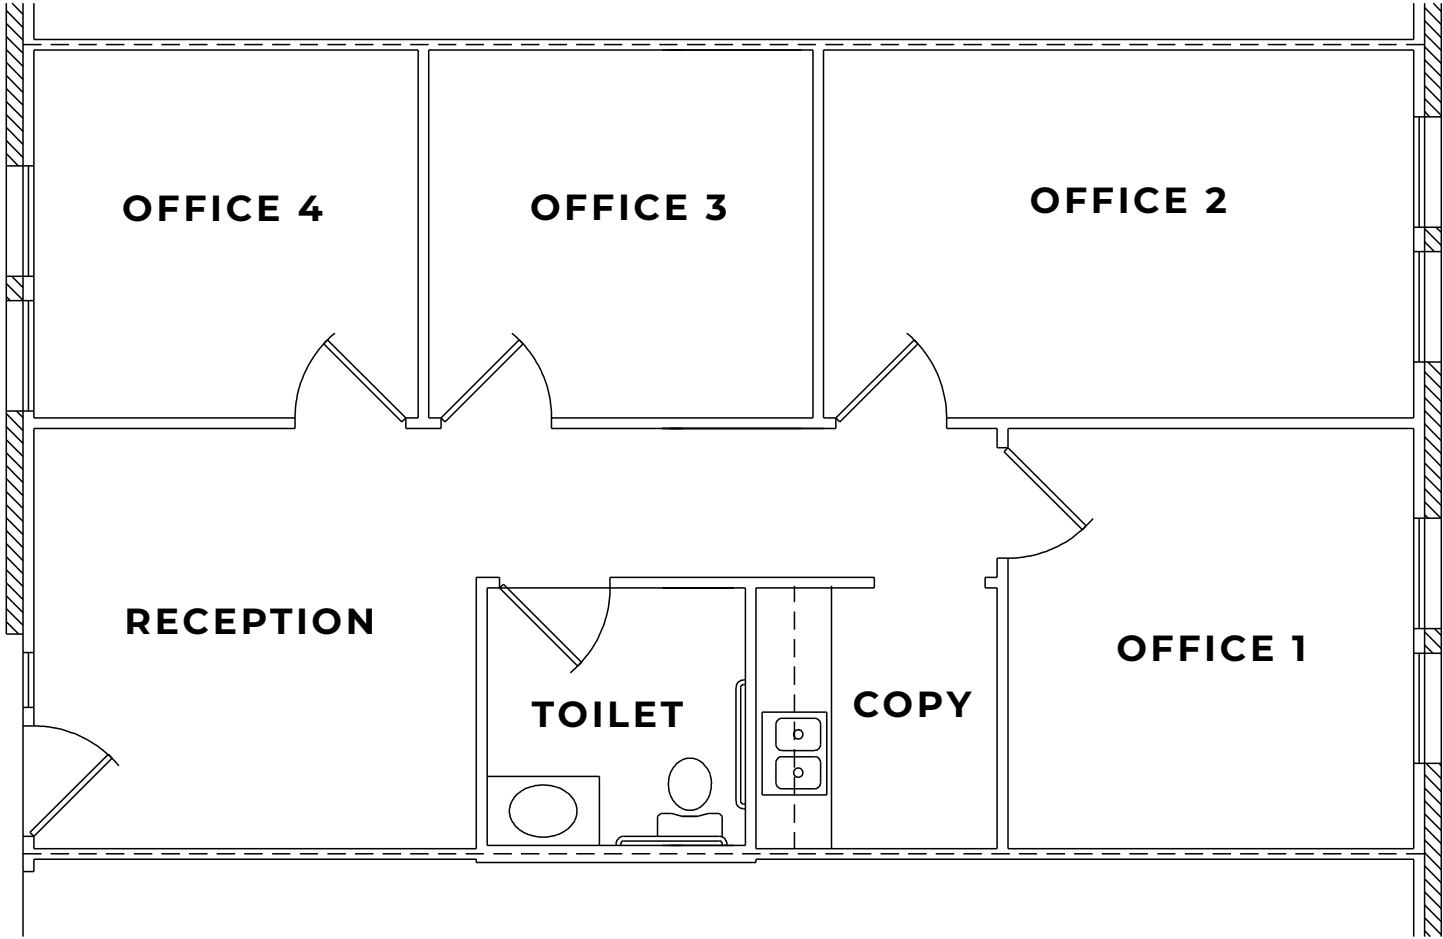 OFFICE 4
OFFICE 3
OFFICE 2
RECEPTION
OFFICE 1
TOILET
COPY